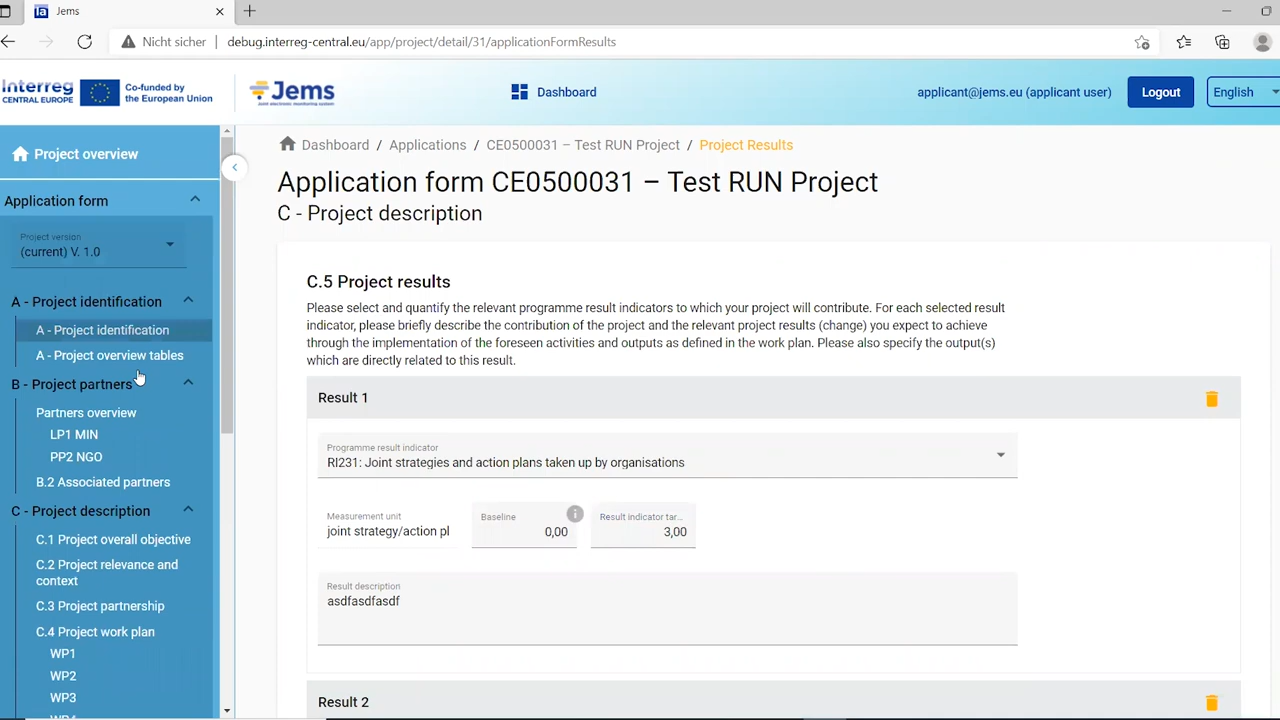 Jems
Nicht sicher
debug.interreg-central.eu/app/project/detail/31/applicationFormResults
Interreg
CENTRAL EUROPE
Co-funded by
the European Union
Jems
Joint electronic monitoring system
Dashboard
applicant@jems.eu (applicant user)
Logout
English
Project overview
Application form
Project version
(current) V. 1.0
A - Project identification
A - Project identification
A - Project overview tables
B - Project partners
Partners overview
LP1 MIN
PP2 NGO
B.2 Associated partners
C - Project description
C.1 Project overall objective
C.2 Project relevance and
context
C.3 Project partnership
C.4 Project work plan
WP1
WP2
WP3
WP4
Dashboard / Applications / CE0500031 – Test RUN Project / Project Results
Application form CE0500031 – Test RUN Project
C - Project description
C.5 Project results
Please select and quantify the relevant programme result indicators to which your project will contribute. For each selected result
indicator, please briefly describe the contribution of the project and the relevant project results (change) you expect to achieve
through the implementation of the foreseen activities and outputs as defined in the work plan. Please also specify the output(s)
which are directly related to this result.
Result 1
Programme result indicator
RI231: Joint strategies and action plans taken up by organisations
Measurement unit
joint strategy/action pl
Baseline
0,00
Result indicator tar...
3,00
Result description
asdfasdfasdf
Result 2